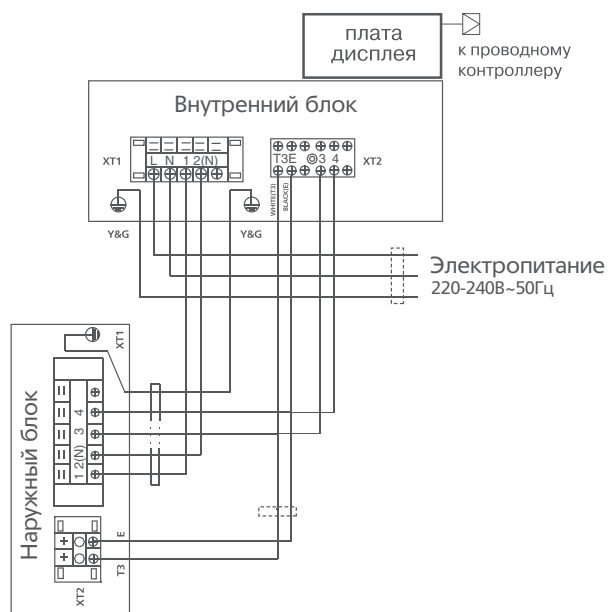 плата
дисплея
к проводному
контроллеру
Внутренний блок
XT1
L N 1 2(N)
T3E 3 4
XT2
WHITE(T3)
BLACK(E)
Y&G
Y&G
Электропитание
220-240В~50Гц
Наружный блок
XT1
4
3
1 2(N)
E
T3
XT2